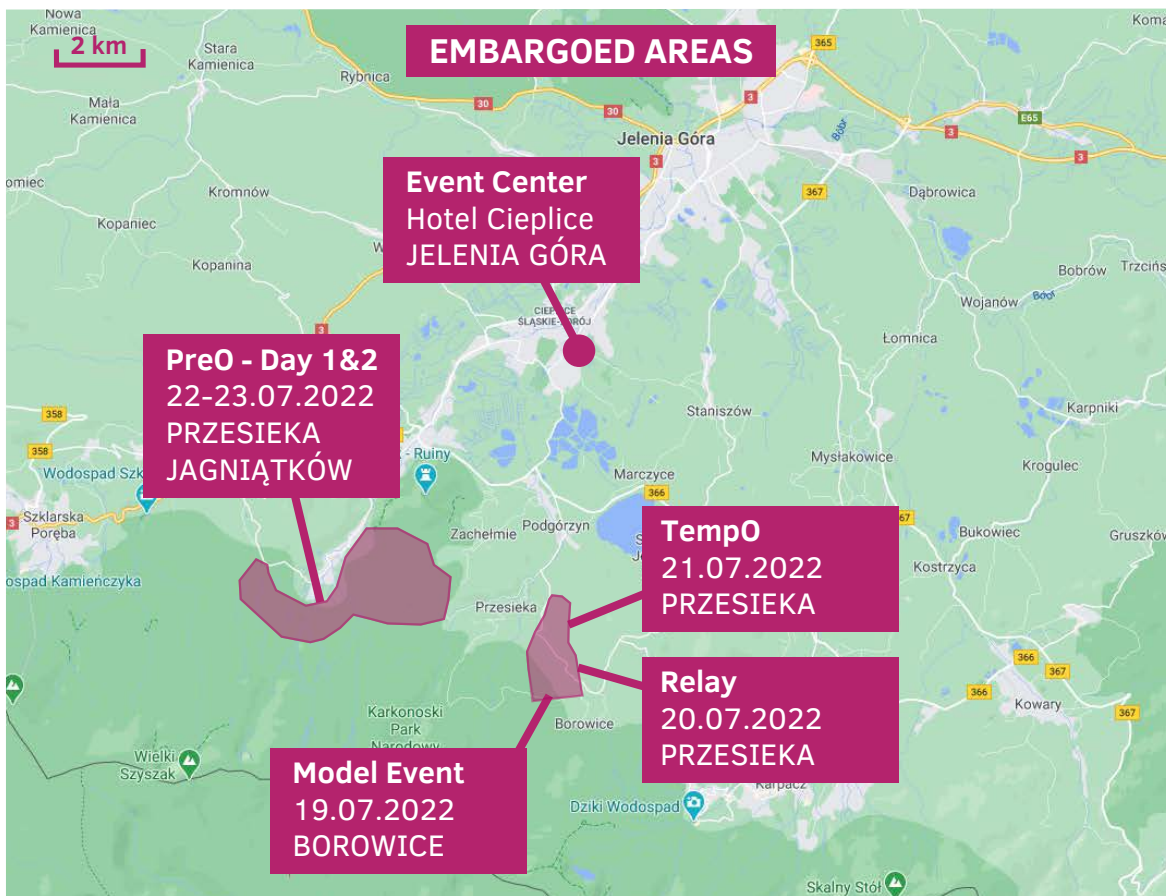 Nowa
Kamienica
2 km
Stara
Kamienica
Rybnica
EMBARGOED AREAS
365
Koma
Mała
Kamienica
30
30
3
3
E65
3
Jelenia Góra
Bóbr
3
367
Dąbrowica
omiec
Kromnów
Kopaniec
Kopanina
W
Event Center
Hotel Cieplice
JELENIA GÓRA
Bobrów
Trzcińs
Wojanów
Bóbr
3
CIEPLICE
ŚLĄSKIE-ZDRÓJ
Łomnica
PreO - Day 1&2
22-23.07.2022
PRZESIEKA
JAGNIĄTKÓW
358
358
Staniszów
Karpniki
Wodospad Szk
- Ruiny
Marczyce
Mysłakowice
Krogulec
366
Szklarska
Poręba
3
Zachełmie
Podgórzyn
367
Bukowiec
Gruszków
ospad Kamieńczyka
Kostrzyca
TempO
21.07.2022
PRZESIEKA
Przesieka
366
367
366
Kowary
367
Relay
20.07.2022
PRZESIEKA
Borowice
Karkonoski
Park
Narodowy
Wielki
Szyszak
Model Event
19.07.2022
BOROWICE
Karpacz
Dziki Wodospad
Skalny Stół